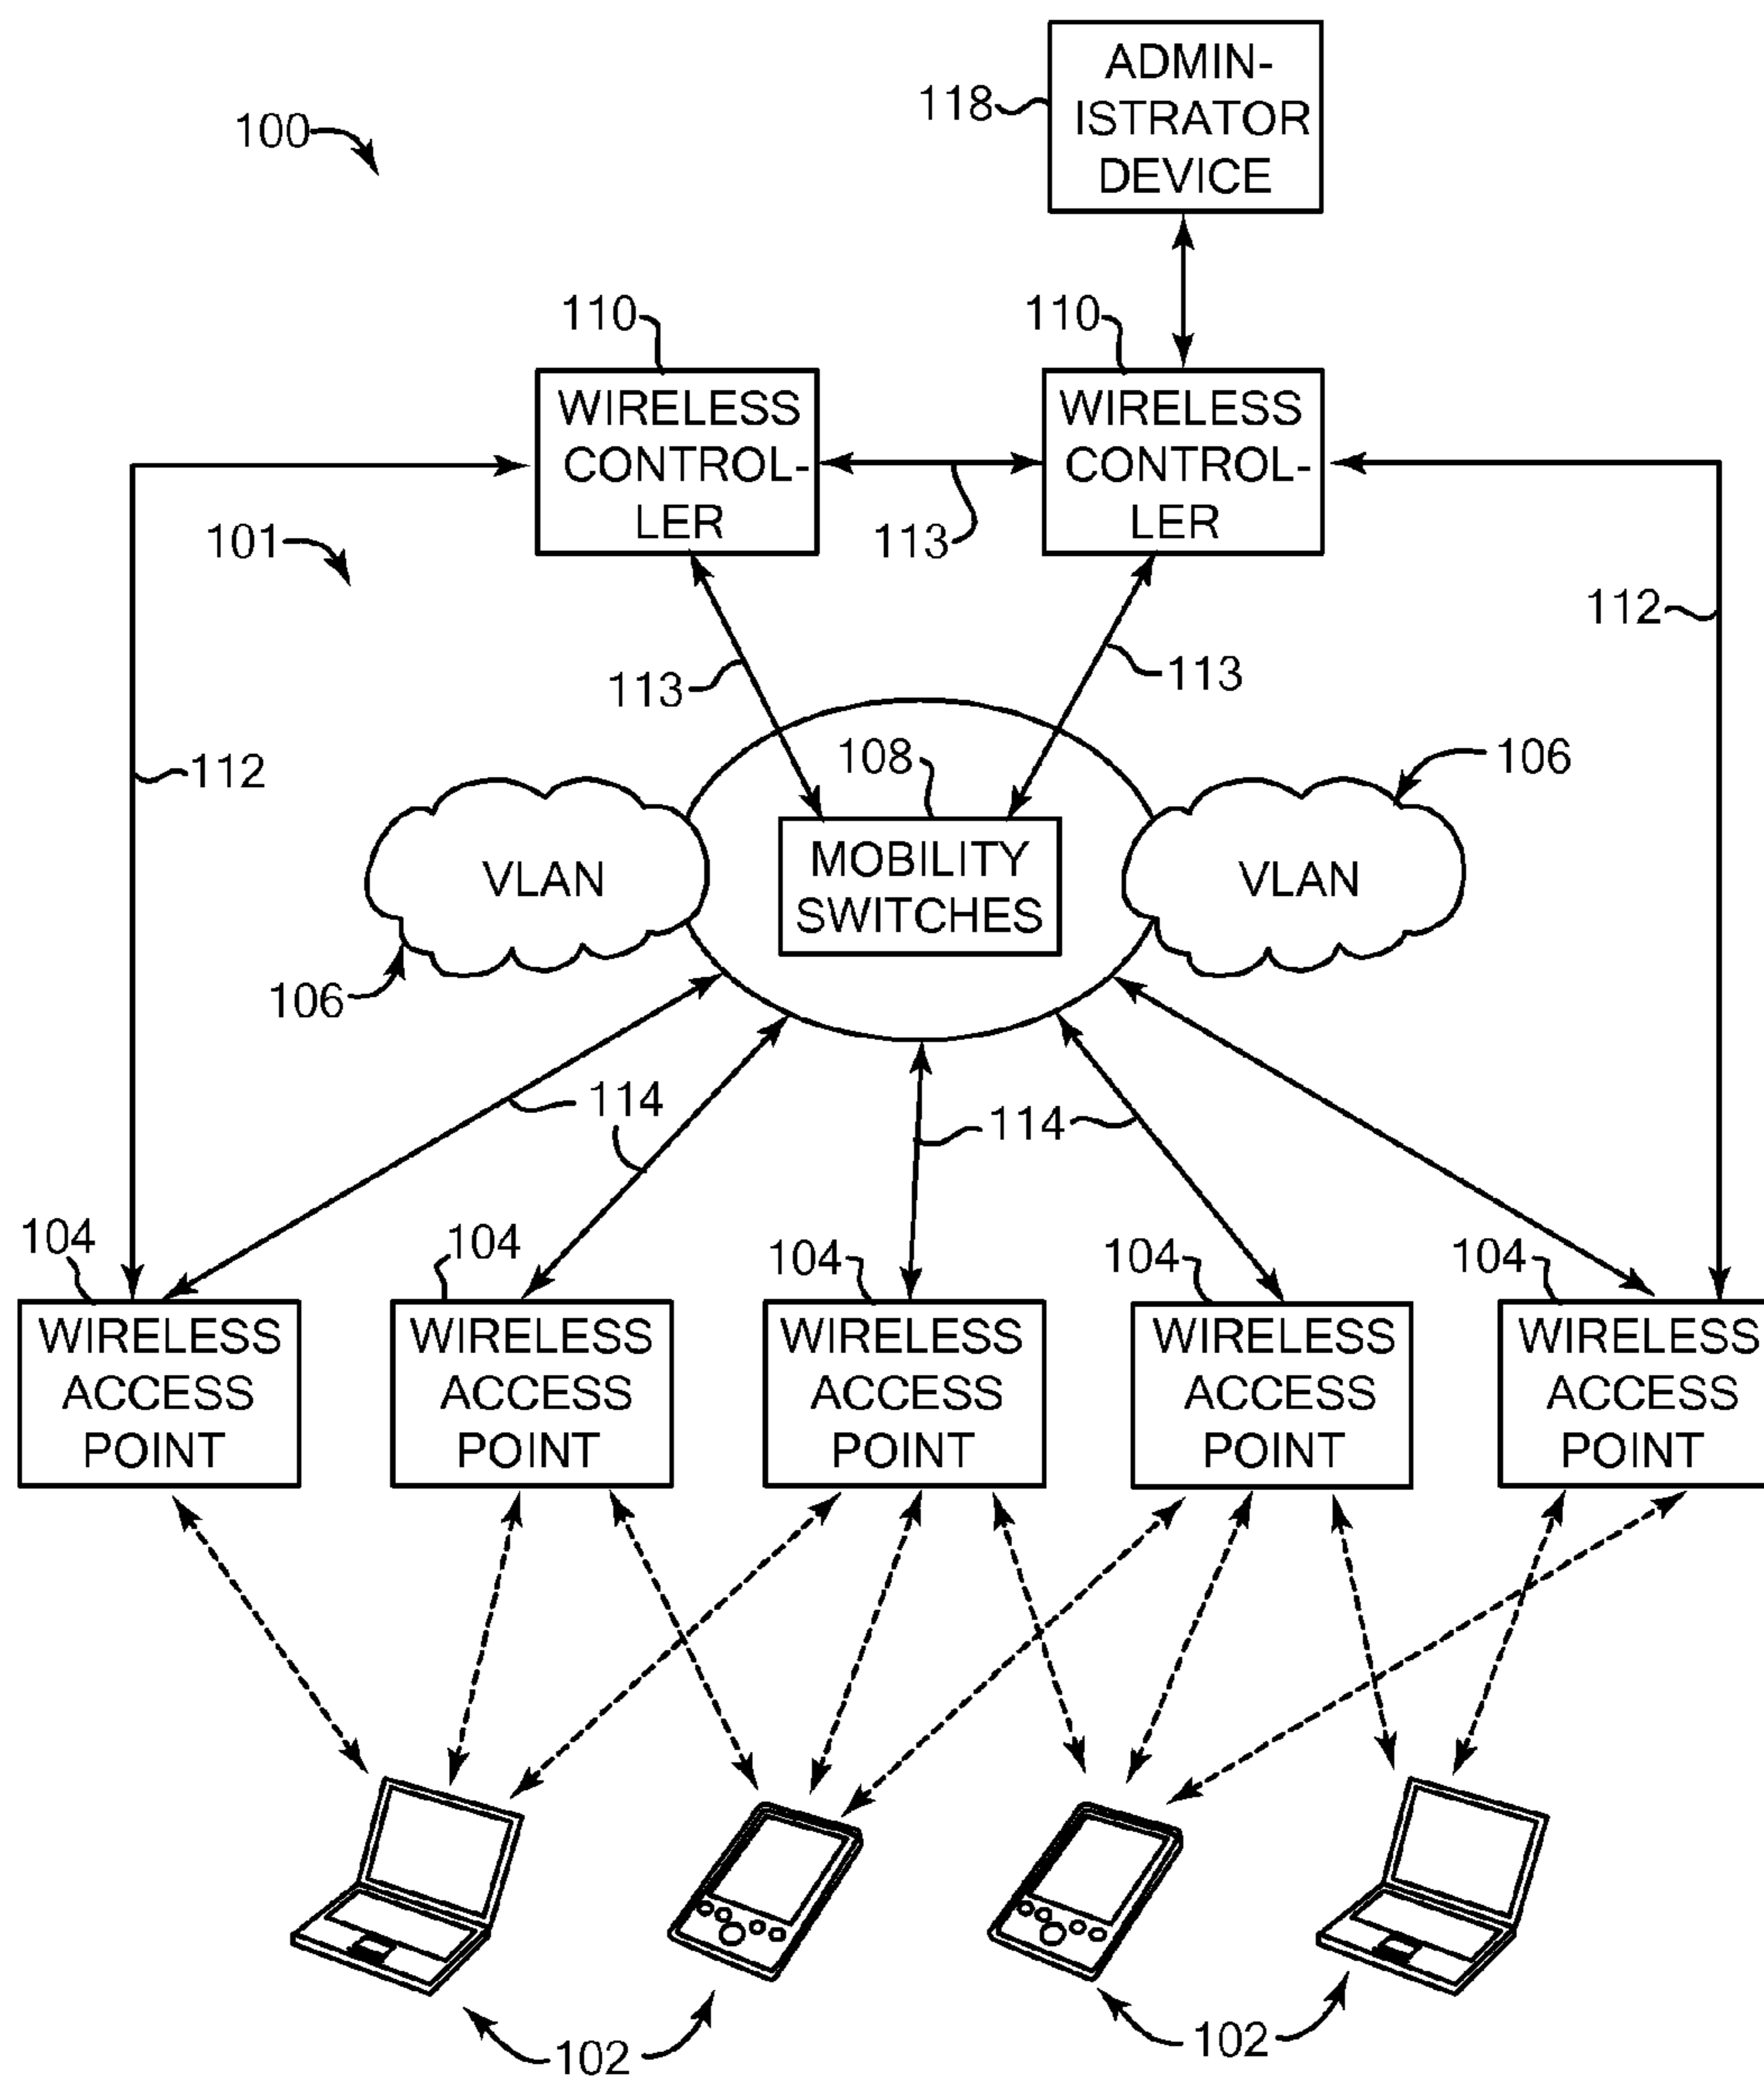 ADMIN-
ISTRATOR
DEVICE
118
100
110
110
WIRELESS
CONTROL-
LER
WIRELESS
CONTROL-
LER
113
101
112
113
113
112
108
106
VLAN
MOBILITY
SWITCHES
VLAN
106
114
114
104
104
104
104
104
WIRELESS
ACCESS
POINT
WIRELESS
ACCESS
POINT
WIRELESS
ACCESS
POINT
WIRELESS
ACCESS
POINT
WIRELESS
ACCESS
POINT
102
102